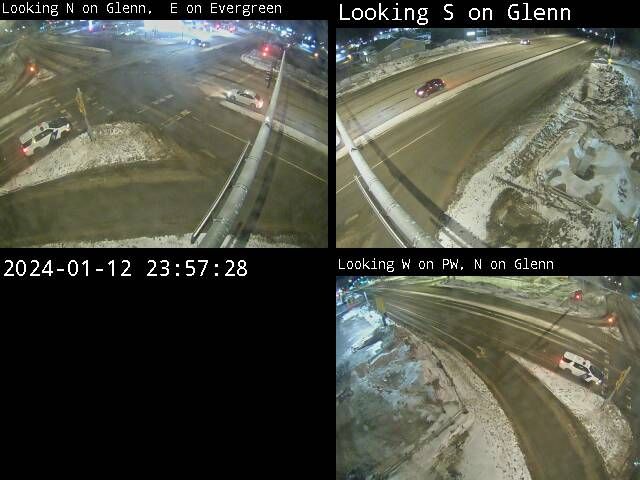 Looking N on Glenn,  E on Evergreen
Looking S on Glenn
2024-01-12 23:57:28
Looking W on PW, N on Glenn